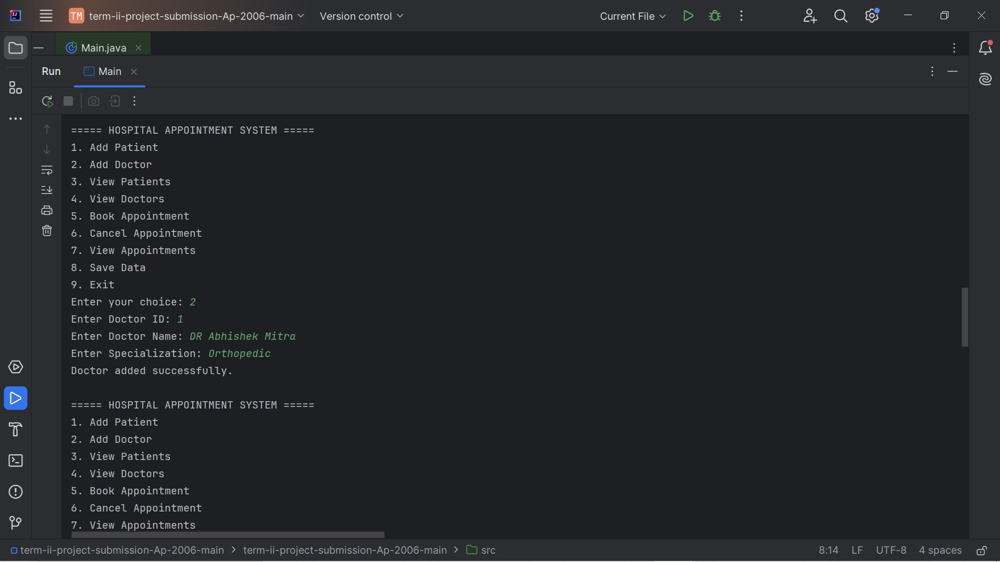 TM term-ii-project-submission-Ap-2006-main Version control Current File
Main.java
Run Main
===== HOSPITAL APPOINTMENT SYSTEM =====
1. Add Patient
2. Add Doctor
3. View Patients
4. View Doctors
5. Book Appointment
6. Cancel Appointment
7. View Appointments
8. Save Data
9. Exit
Enter your choice: 2
Enter Doctor ID: 1
Enter Doctor Name: DR Abhishek Mitra
Enter Specialization: Orthopedic
Doctor added successfully.
===== HOSPITAL APPOINTMENT SYSTEM =====
1. Add Patient
2. Add Doctor
3. View Patients
4. View Doctors
5. Book Appointment
6. Cancel Appointment
7. View Appointments
term-ii-project-submission-Ap-2006-main > term-ii-project-submission-Ap-2006-main > src 8:14 LF UTF-8 4 spaces